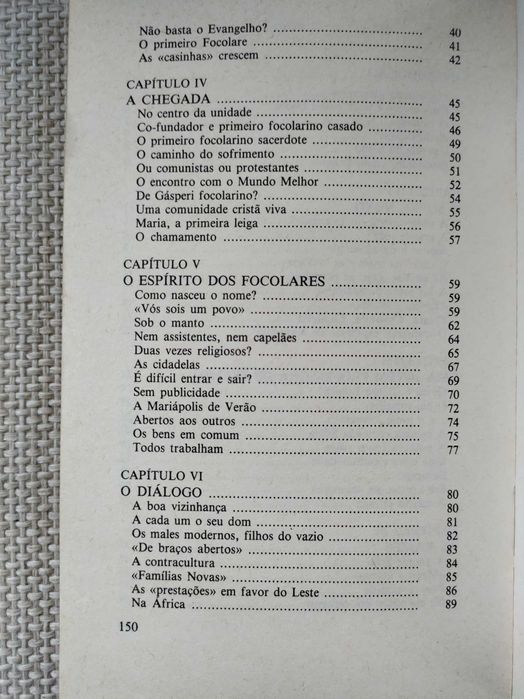 Não basta o Evangelho? ........................................ 40
O primeiro Focolare ........................................ 41
As «casinhas» crescem ........................................ 42
CAPÍTULO IV
A CHEGADA ........................................ 45
No centro da unidade ........................................ 45
Co-fundador e primeiro focolarino casado ........................................ 46
O primeiro focolarino sacerdote ........................................ 49
O caminho do sofrimento ........................................ 50
Ou comunistas ou protestantes ........................................ 51
O encontro com o Mundo Melhor ........................................ 52
De Gásperi focolarino? ........................................ 54
Uma comunidade cristã viva ........................................ 55
Maria, a primeira leiga ........................................ 56
O chamamento ........................................ 57
CAPÍTULO V
O ESPÍRITO DOS FOCOLARES ........................................ 59
Como nasceu o nome? ........................................ 59
«Vós sois um povo» ........................................ 59
Sob o manto ........................................ 62
Nem assistentes, nem capelães ........................................ 64
Duas vezes religiosos? ........................................ 65
As cidadelas ........................................ 67
É difícil entrar e sair? ........................................ 69
Sem publicidade ........................................ 70
A Mariápolis de Verão ........................................ 72
Abertos aos outros ........................................ 74
Os bens em comum ........................................ 75
Todos trabalham ........................................ 77
CAPÍTULO VI
O DIÁLOGO ........................................ 80
A boa vizinhança ........................................ 80
A cada um o seu dom ........................................ 81
Os males modernos, filhos do vazio ........................................ 82
«De braços abertos» ........................................ 83
A contracultura ........................................ 84
«Famílias Novas» ........................................ 85
As «prestações» em favor do Leste ........................................ 86
Na África ........................................ 89
150